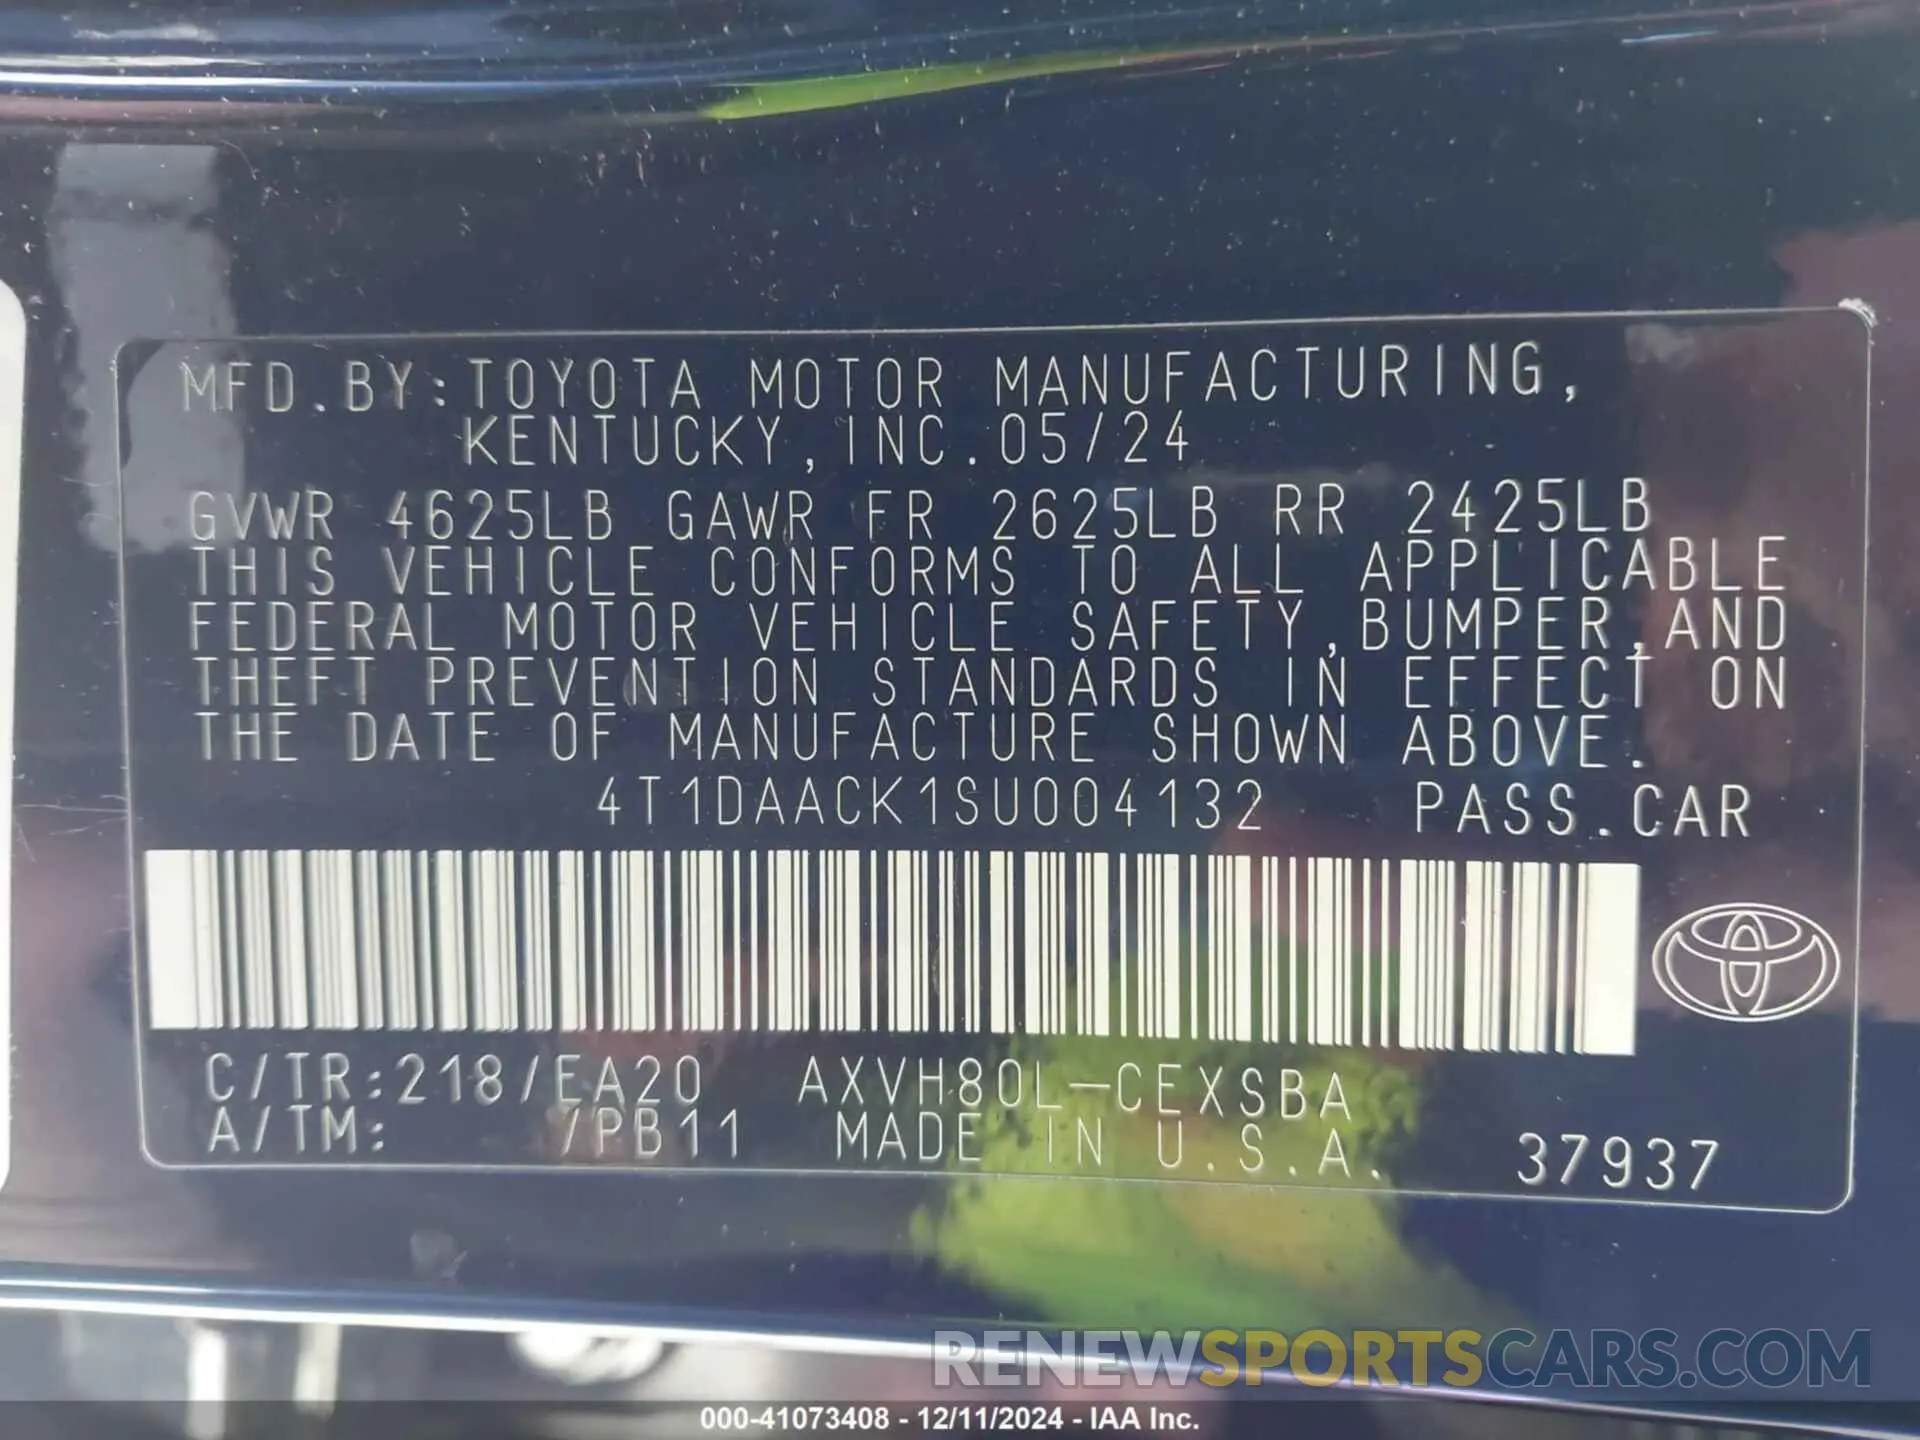 MFD.BY:TOYOTA MOTOR MANUFACTURING,
KENTUCKY,INC.05/24
GVWR 4625LB GAWR FR 2625LB RR 2425LB
THIS VEHICLE CONFORMS TO ALL APPLICABLE
FEDERAL MOTOR VEHICLE SAFETY,BUMPER,AND
THEFT PREVENTION STANDARDS IN EFFECT ON
THE DATE OF MANUFACTURE SHOWN ABOVE.
4T1DAACK1SU004132 PASS.CAR
C/TR:218/EA20 AXVH80L-CEXSBA
A/TM: /PB11 MADE IN U.S.A. 37937
RENEWSPORTSCARS.COM
000-41073408 - 12/11/2024 - IAA Inc.